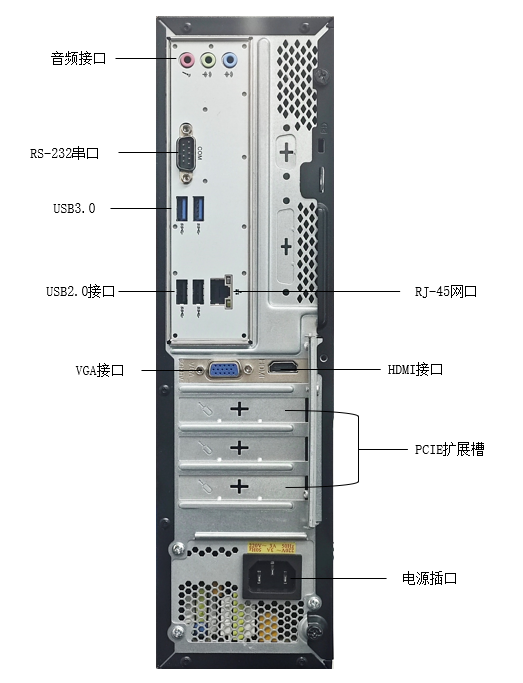 音频接口
RS-232串口
COM
USB3.0
USB2.0接口
RJ-45网口
VGA接口
HDMI接口
PCIE扩展槽
电源插口